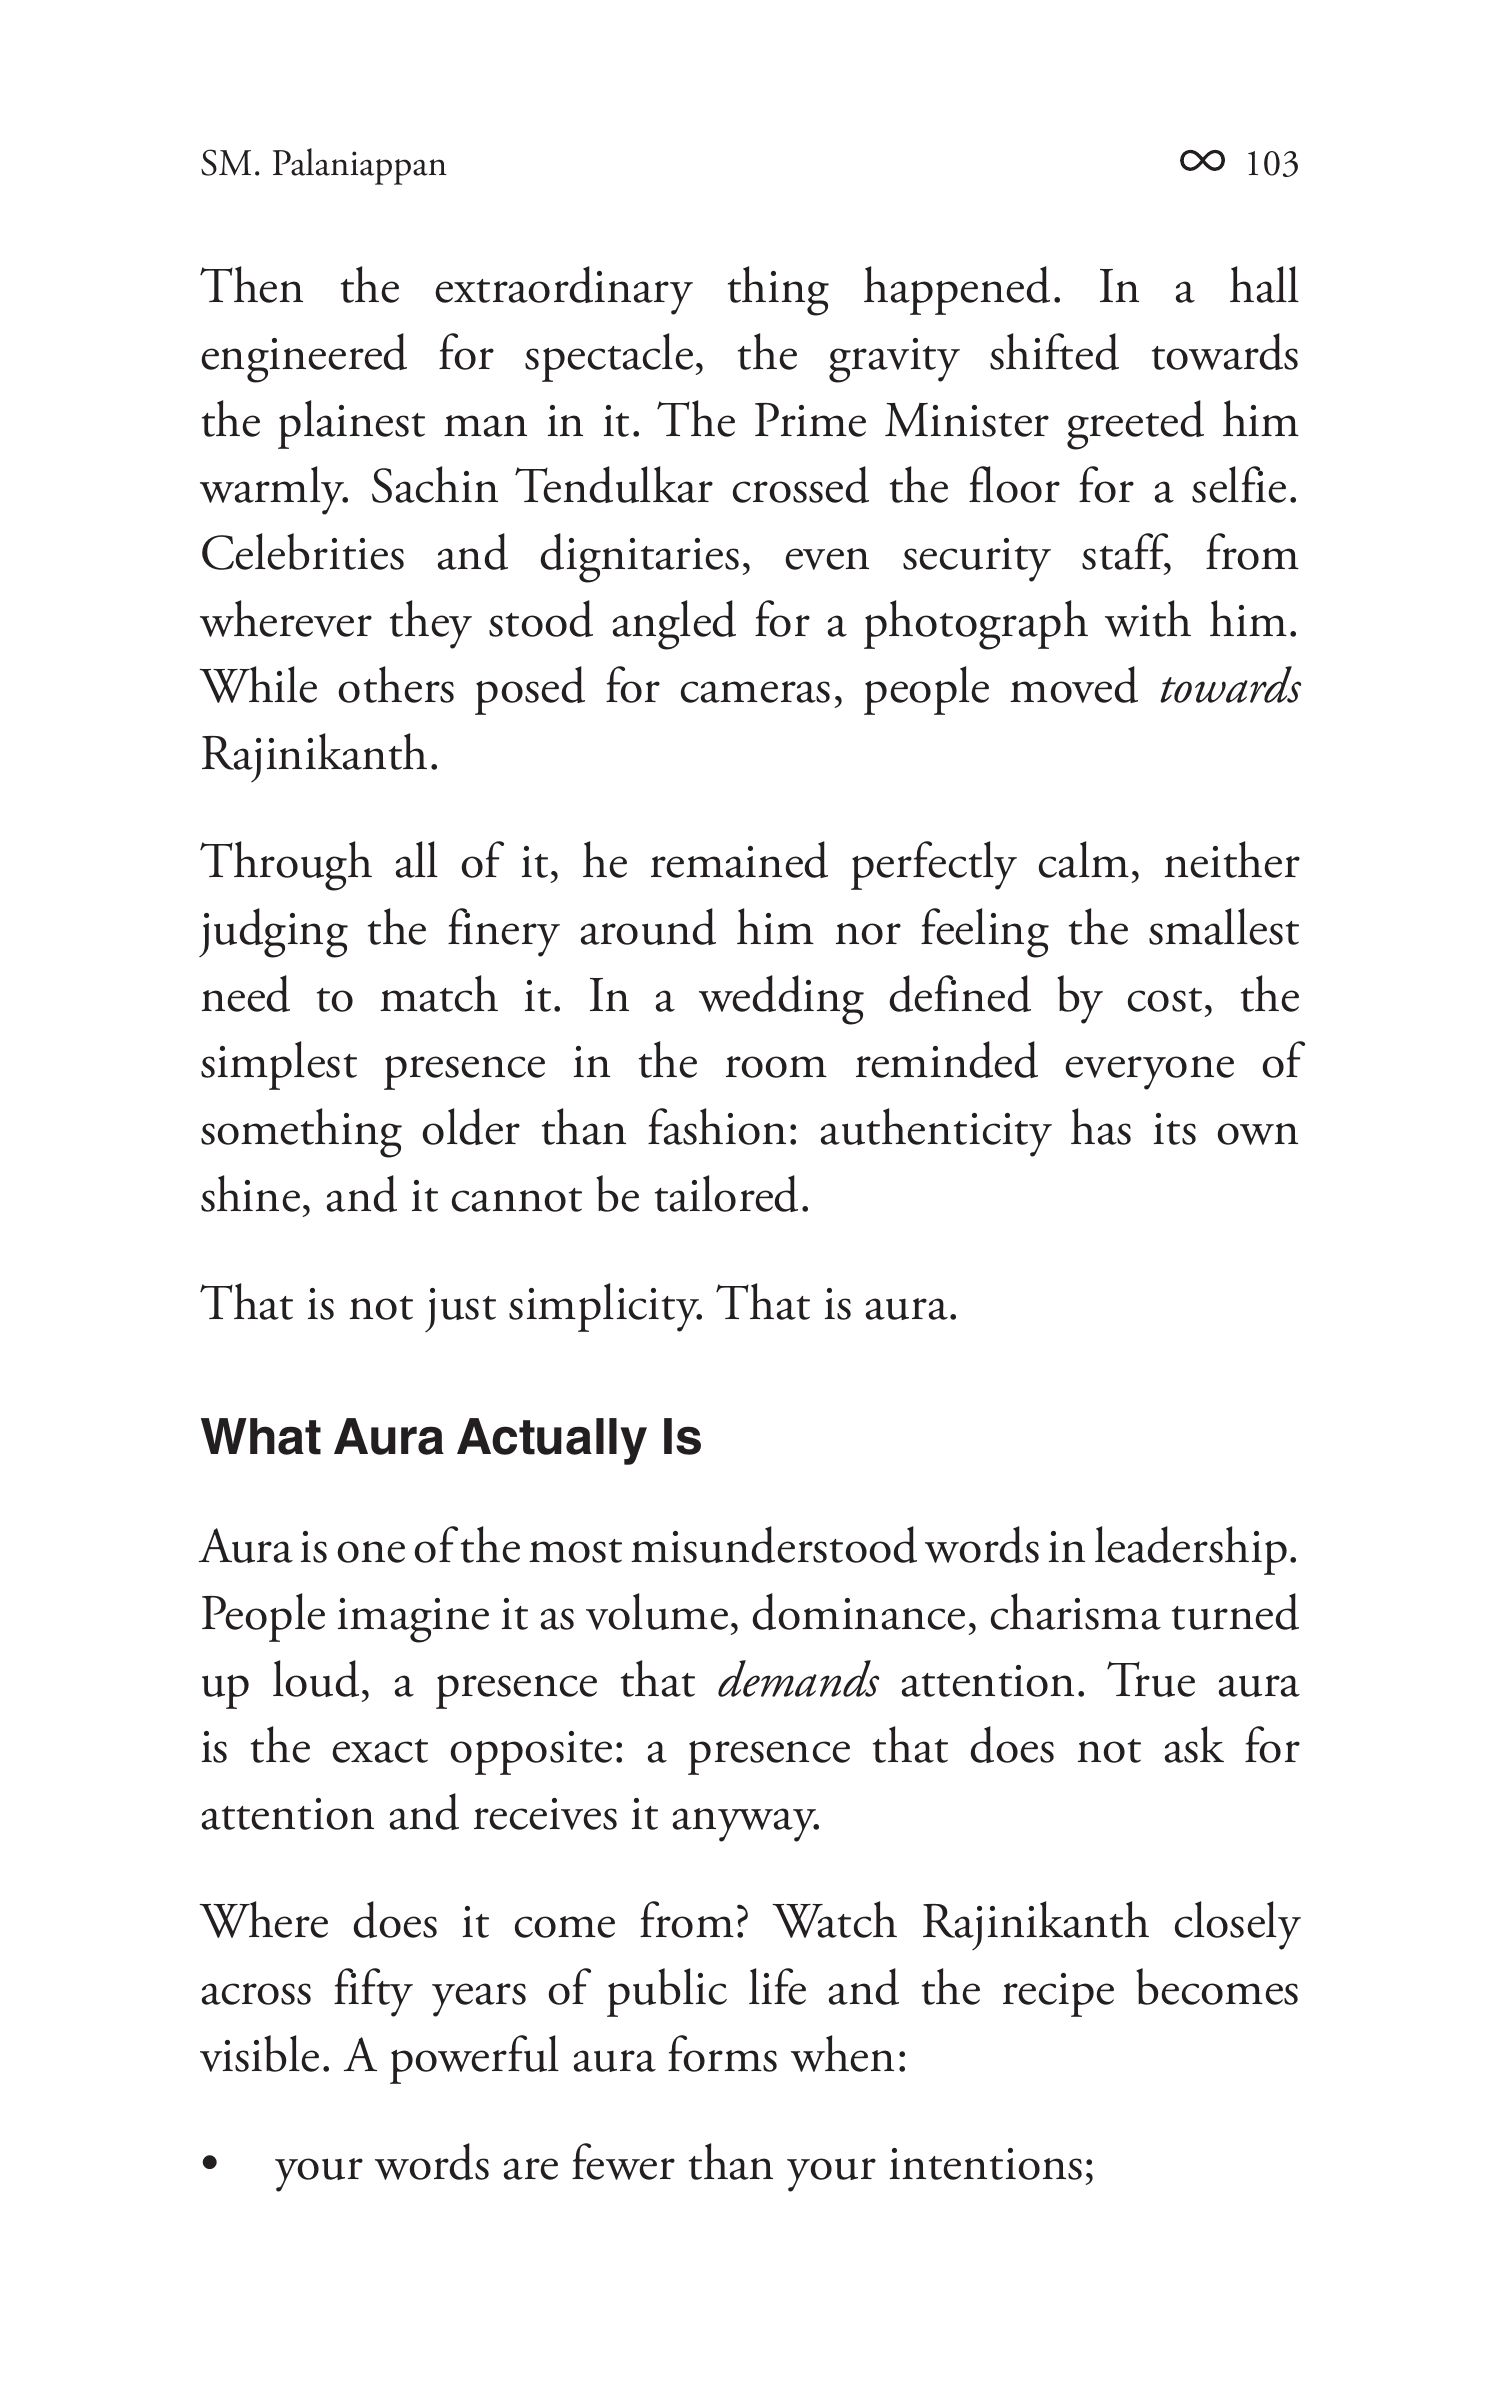 SM. Palaniappan ∞ 103
Then the extraordinary thing happened. In a hall
engineered for spectacle, the gravity shifted towards
the plainest man in it. The Prime Minister greeted him
warmly. Sachin Tendulkar crossed the floor for a selfie.
Celebrities and dignitaries, even security staff, from
wherever they stood angled for a photograph with him.
While others posed for cameras, people moved towards
Rajinikanth.
Through all of it, he remained perfectly calm, neither
judging the finery around him nor feeling the smallest
need to match it. In a wedding defined by cost, the
simplest presence in the room reminded everyone of
something older than fashion: authenticity has its own
shine, and it cannot be tailored.
That is not just simplicity. That is aura.
What Aura Actually Is
Aura is one of the most misunderstood words in leadership.
People imagine it as volume, dominance, charisma turned
up loud, a presence that demands attention. True aura
is the exact opposite: a presence that does not ask for
attention and receives it anyway.
Where does it come from? Watch Rajinikanth closely
across fifty years of public life and the recipe becomes
visible. A powerful aura forms when:
• your words are fewer than your intentions;